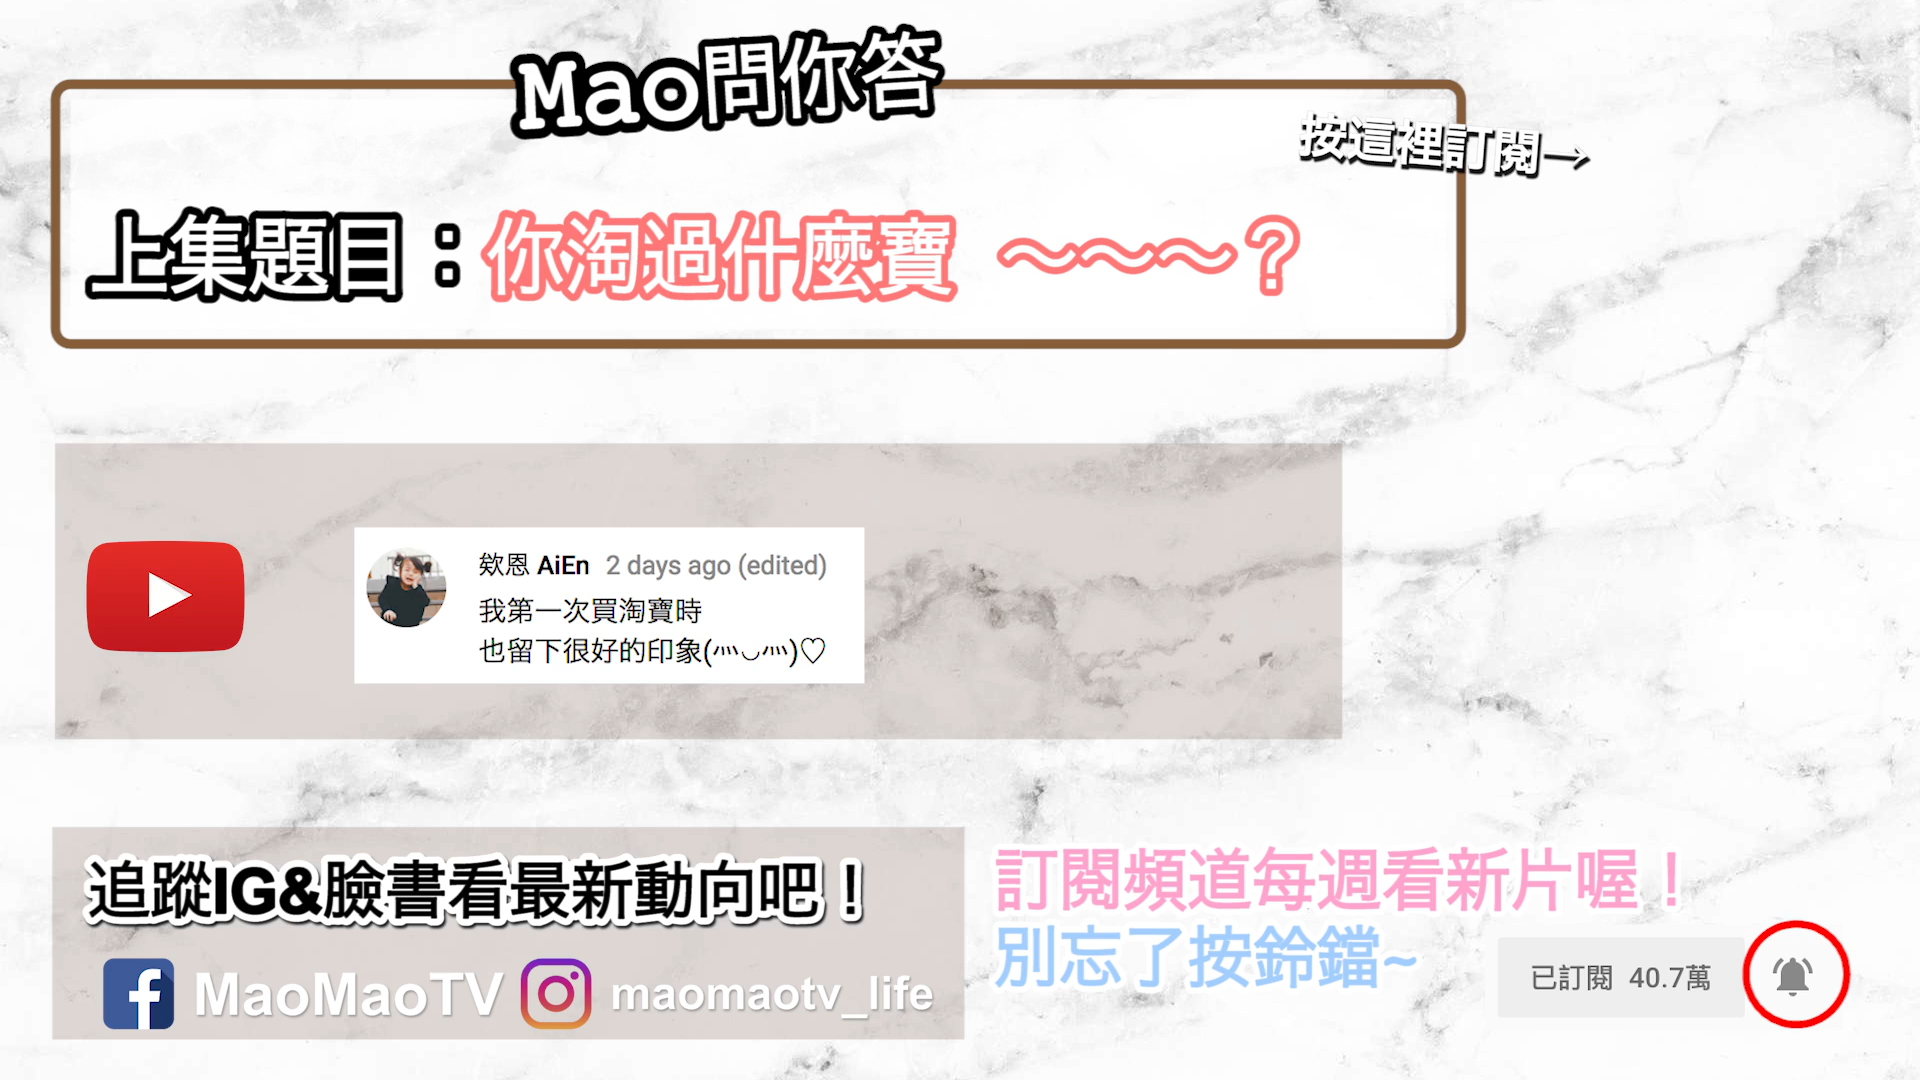 Mao問你答
按這裡訂閱→
上集題目：你淘過什麼寶 ～～～？
欸恩 AiEn 2 days ago (edited)
我第一次買淘寶時
也留下很好的印象(灬◡灬)♡
追蹤IG&臉書看最新動向吧！
MaoMaoTV maomaotv_life
訂閱頻道每週看新片喔！
別忘了按鈴鐺~
已訂閱 40.7萬